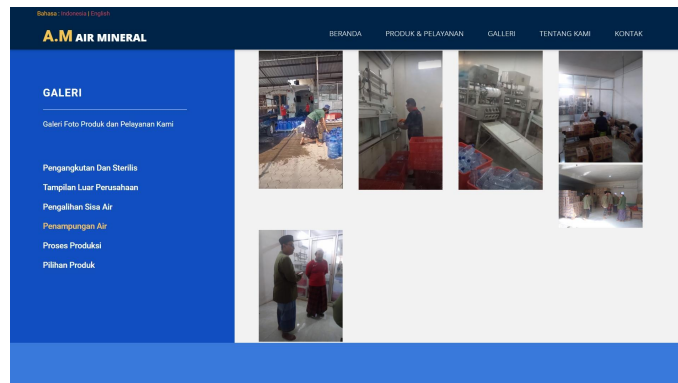 Bahasa : Indonesia | English
A.M AIR MINERAL
BERANDA PRODUK & PELAYANAN GALLERI TENTANG KAMI KONTAK
GALERI
Galeri Foto Produk dan Pelayanan Kami
Pengangkutan Dan Sterilis
Tampilan Luar Perusahaan
Pengalihan Sisa Air
Penampungan Air
Proses Produksi
Pilihan Produk